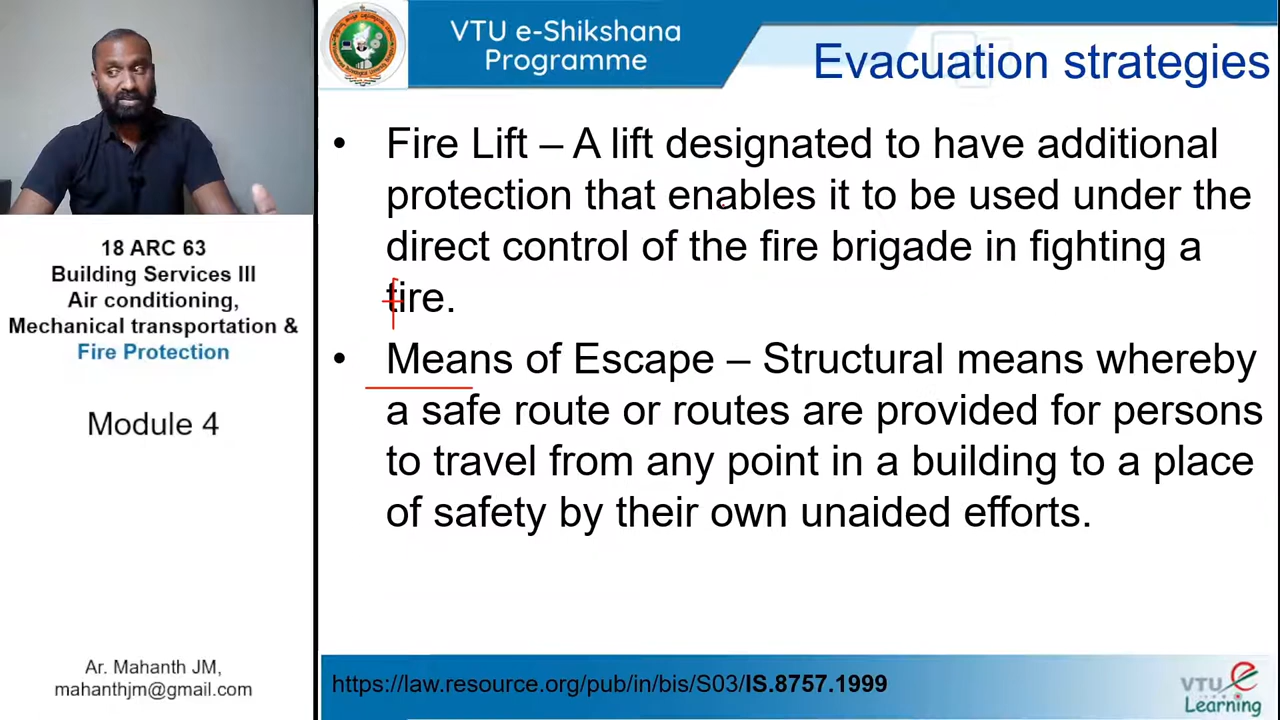 VTU e-Shikshana
Programme
Evacuation strategies
• Fire Lift – A lift designated to have additional
protection that enables it to be used under the
direct control of the fire brigade in fighting a
fire.
• Means of Escape – Structural means whereby
a safe route or routes are provided for persons
to travel from any point in a building to a place
of safety by their own unaided efforts.
18 ARC 63
Building Services III
Air conditioning,
Mechanical transportation &
Fire Protection
Module 4
Ar. Mahanth JM,
mahanthjm@gmail.com
https://law.resource.org/pub/in/bis/S03/IS.8757.1999
VTU e
Learning